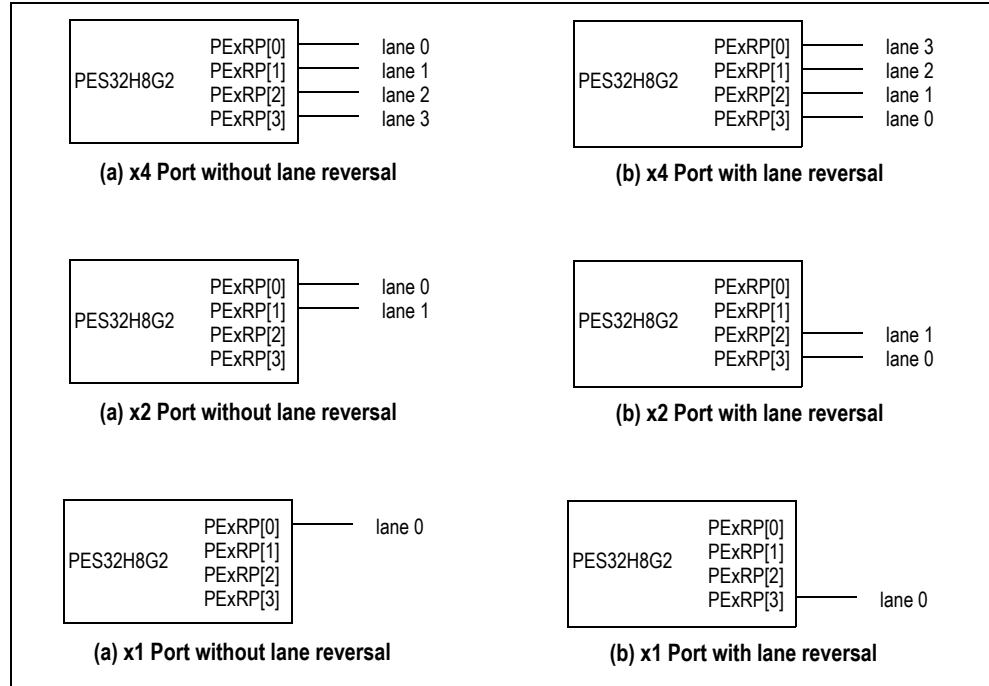 PES32H8G2
PExRP[0] lane 0
PExRP[1] lane 1
PExRP[2] lane 2
PExRP[3] lane 3
(a) x4 Port without lane reversal
PES32H8G2
PExRP[0] lane 3
PExRP[1] lane 2
PExRP[2] lane 1
PExRP[3] lane 0
(b) x4 Port with lane reversal
PES32H8G2
PExRP[0] lane 0
PExRP[1] lane 1
PExRP[2]
PExRP[3]
(a) x2 Port without lane reversal
PES32H8G2
PExRP[0]
PExRP[1]
PExRP[2] lane 1
PExRP[3] lane 0
(b) x2 Port with lane reversal
PES32H8G2
PExRP[0] lane 0
PExRP[1]
PExRP[2]
PExRP[3]
(a) x1 Port without lane reversal
PES32H8G2
PExRP[0]
PExRP[1]
PExRP[2]
PExRP[3] lane 0
(b) x1 Port with lane reversal